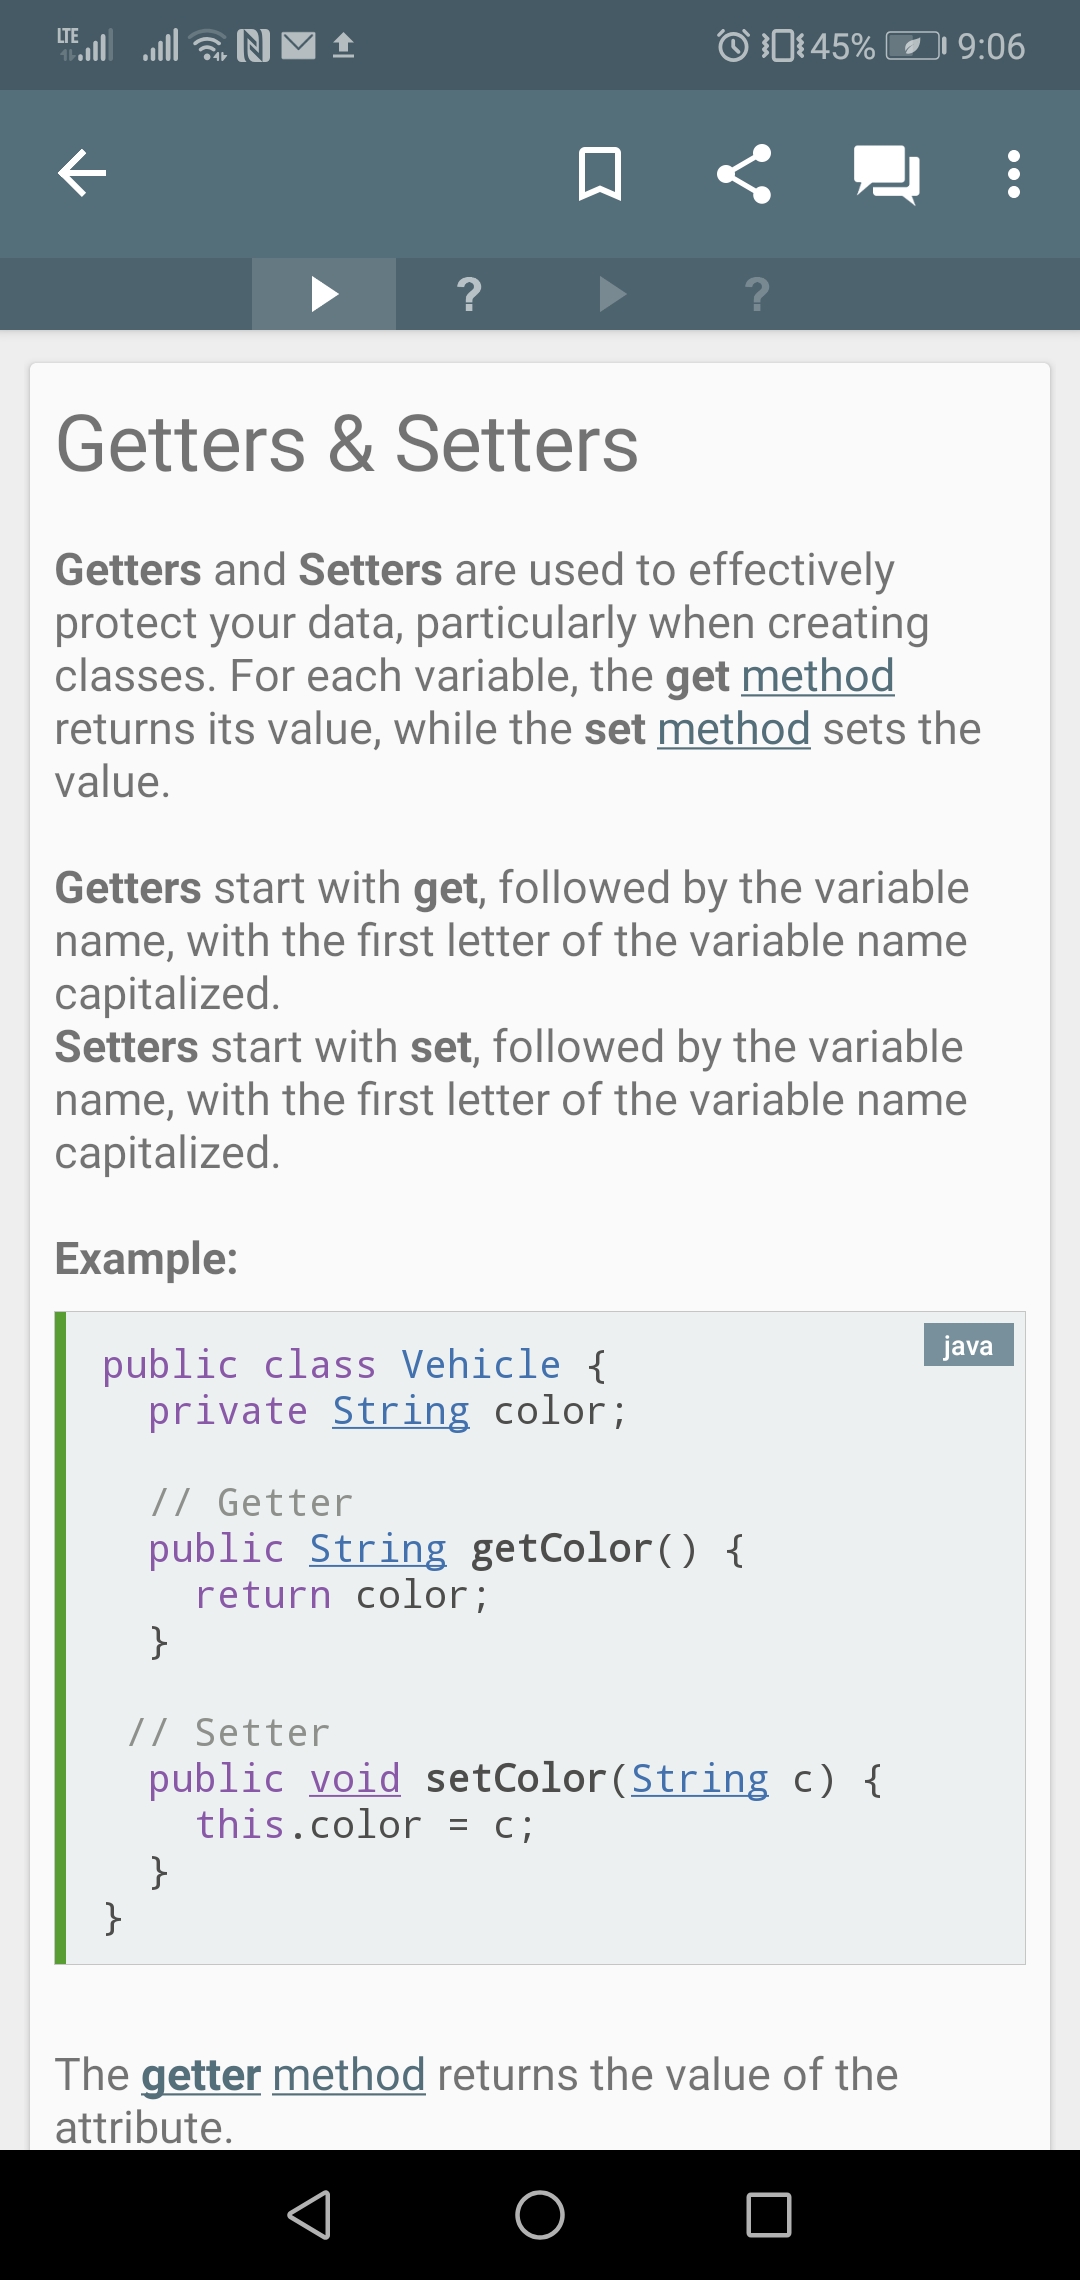 LTE 45% 9:06
? ?
Getters & Setters
Getters and Setters are used to effectively
protect your data, particularly when creating
classes. For each variable, the get method
returns its value, while the set method sets the
value.
Getters start with get, followed by the variable
name, with the first letter of the variable name
capitalized.
Setters start with set, followed by the variable
name, with the first letter of the variable name
capitalized.
Example:
java
public class Vehicle {
  private String color;
  // Getter
  public String getColor() {
    return color;
  }
 // Setter
  public void setColor(String c) {
    this.color = c;
  }
}
The getter method returns the value of the
attribute.